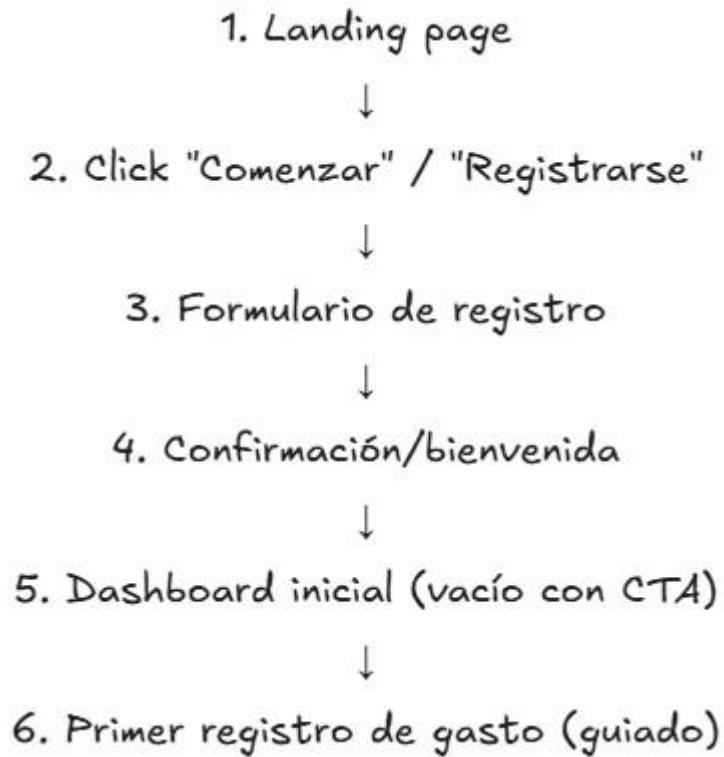 1. Landing page
↓
2. Click "Comenzar" / "Registrarse"
↓
3. Formulario de registro
↓
4. Confirmación/bienvenida
↓
5. Dashboard inicial (vacío con CTA)
↓
6. Primer registro de gasto (guiado)